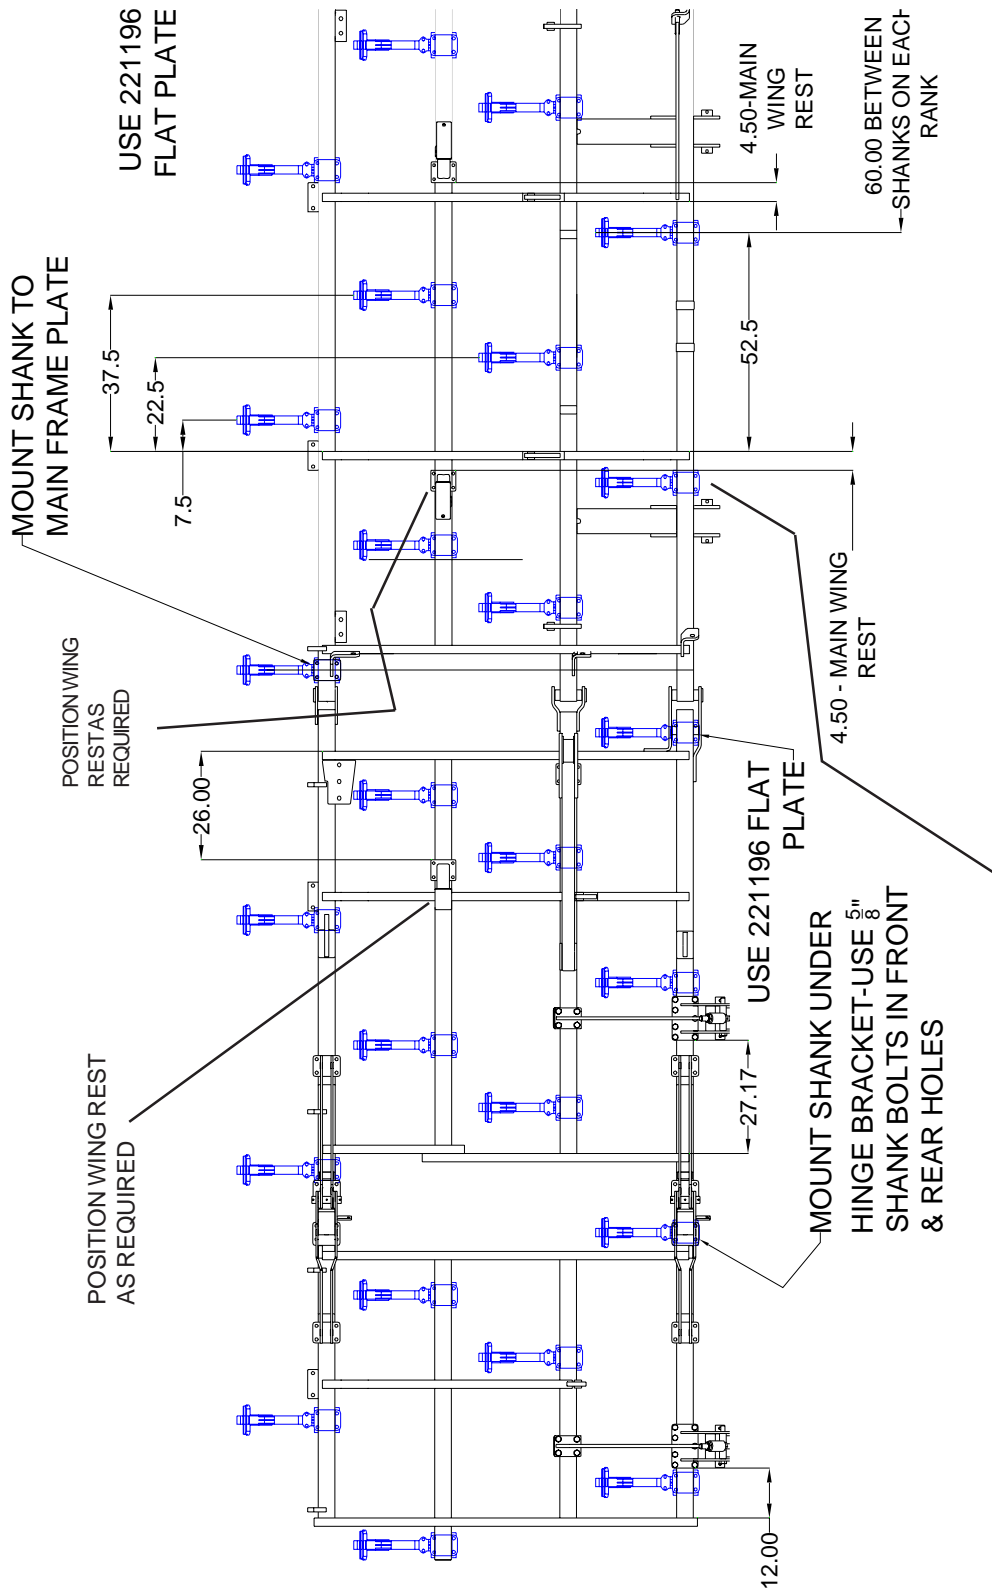 USE 221196
FLAT PLATE
4.50-MAIN
WING
REST
60.00 BETWEEN
SHANKS ON EACH
RANK
MOUNT SHANK TO
MAIN FRAME PLATE
37.5
22.5
7.5
52.5
POSITION WING
REST AS
REQUIRED
4.50 - MAIN WING
REST
26.00
USE 221196 FLAT
PLATE
POSITION WING REST
AS REQUIRED
27.17
MOUNT SHANK UNDER
HINGE BRACKET-USE 5/8"
SHANK BOLTS IN FRONT
& REAR HOLES
12.00